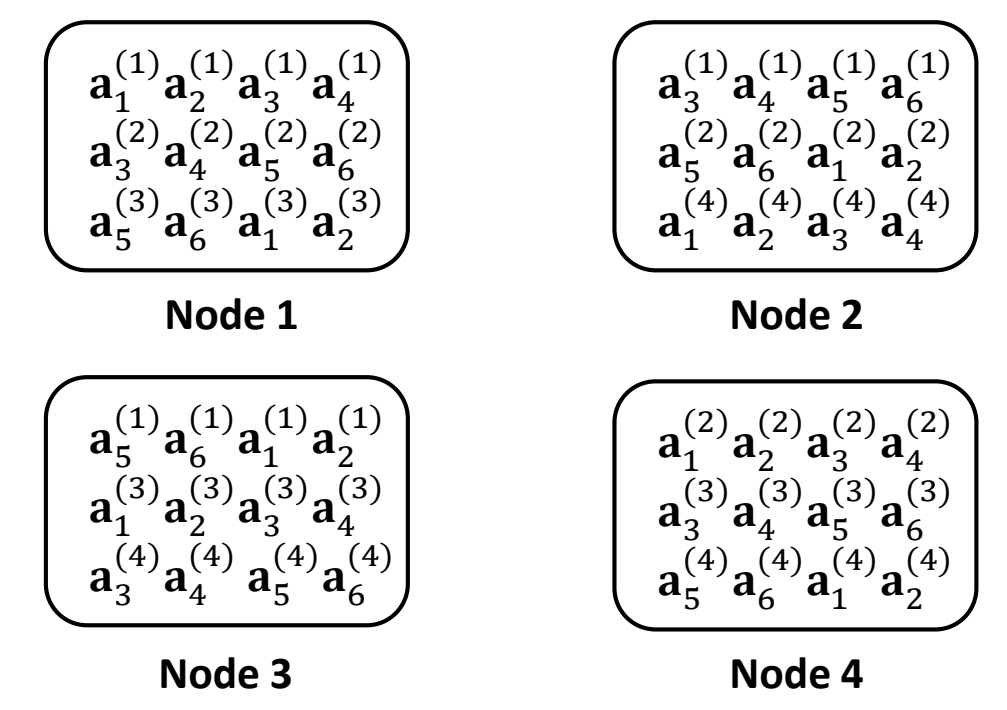 a_1^{(1)} a_2^{(1)} a_3^{(1)} a_4^{(1)}
a_3^{(2)} a_4^{(2)} a_5^{(2)} a_6^{(2)}
a_5^{(3)} a_6^{(3)} a_1^{(3)} a_2^{(3)}
Node 1
a_3^{(1)} a_4^{(1)} a_5^{(1)} a_6^{(1)}
a_5^{(2)} a_6^{(2)} a_1^{(2)} a_2^{(2)}
a_1^{(4)} a_2^{(4)} a_3^{(4)} a_4^{(4)}
Node 2
a_5^{(1)} a_6^{(1)} a_1^{(1)} a_2^{(1)}
a_1^{(3)} a_2^{(3)} a_3^{(3)} a_4^{(3)}
a_3^{(4)} a_4^{(4)} a_5^{(4)} a_6^{(4)}
Node 3
a_1^{(2)} a_2^{(2)} a_3^{(2)} a_4^{(2)}
a_3^{(3)} a_4^{(3)} a_5^{(3)} a_6^{(3)}
a_5^{(4)} a_6^{(4)} a_1^{(4)} a_2^{(4)}
Node 4